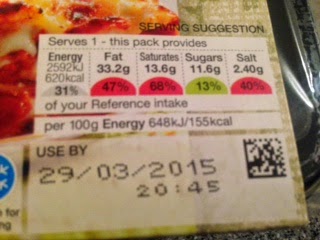 SERVING SUGGESTION
Serves 1 - this pack provides
Energy Fat Saturates Sugars Salt
2592kJ 33.2g 13.6g 11.6g 2.40g
620kcal
31% 47% 68% 13% 40%
of your Reference intake
per 100g Energy 648kJ/155kcal
USE BY
29/03/2015
20:45
for
ng